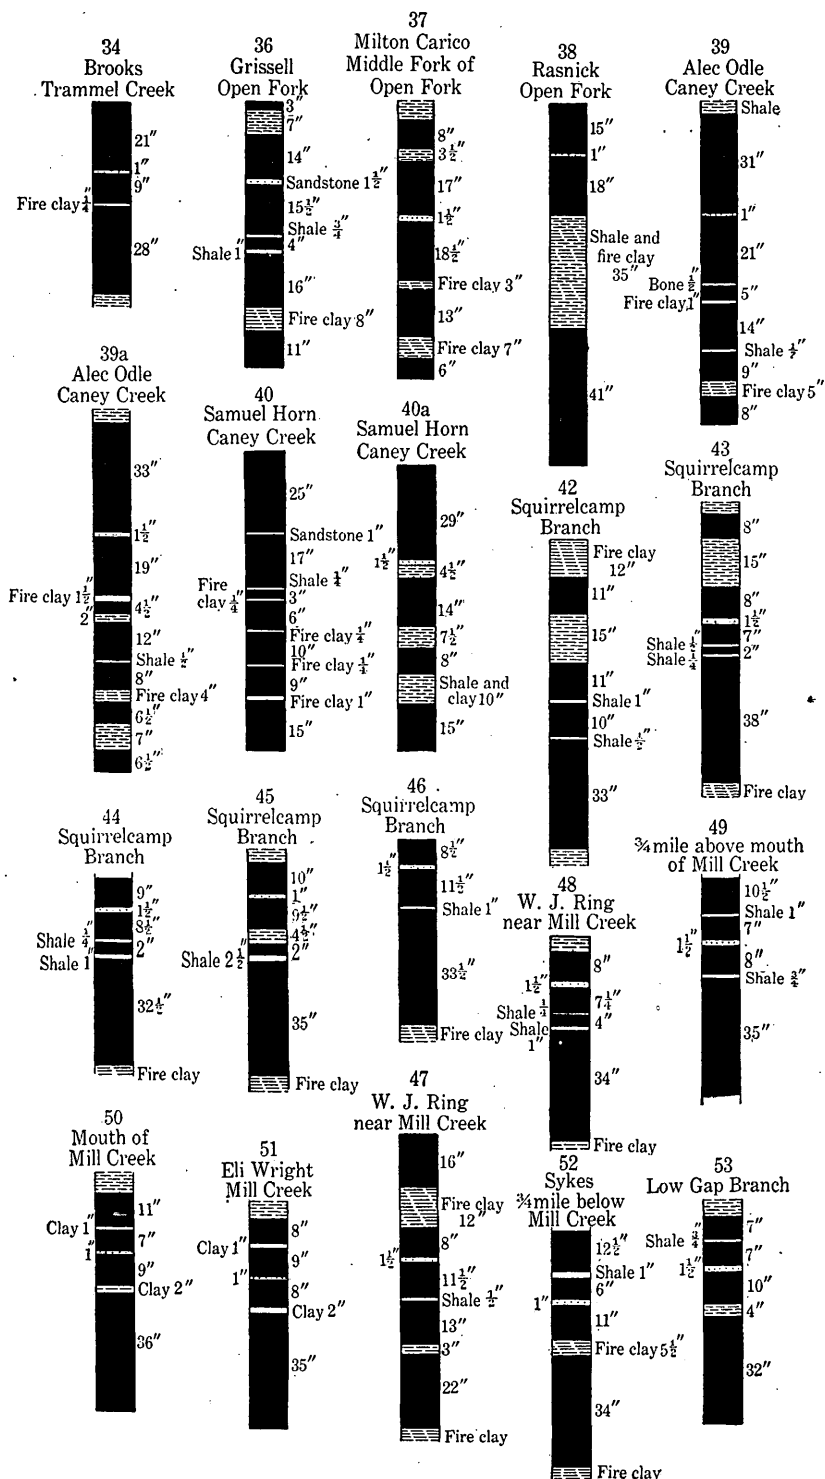 34
Brooks
Trammel Creek
21″
1″
9″
Fire clay ¼″
28″
36
Grissell
Open Fork
3″
7″
14″
Sandstone 1½″
15½″
Shale ¾″
4″
Shale 1″
16″
Fire clay 8″
11″
37
Milton Carico
Middle Fork of
Open Fork
8″
3½″
17″
1½″
18½″
Fire clay 3″
13″
Fire clay 7″
6″
38
Rasnick
Open Fork
15″
1″
18″
Shale and
fire clay
35″
41″
39
Alec Odle
Caney Creek
Shale
31″
1″
21″
Bone ½″
5″
Fire clay, 1″
14″
Shale ½″
9″
Fire clay 5″
8″
39a
Alec Odle
Caney Creek
33″
1½″
19″
Fire clay 1½″
4½″
2″
12″
Shale ½″
8″
Fire clay 4″
6½″
7″
6½″
40
Samuel Horn
Caney Creek
25″
Sandstone 1″
17″
Shale ¼″
Fire
clay ¼″
3″
6″
Fire clay ¼″
10″
Fire clay ¼″
9″
Fire clay 1″
15″
40a
Samuel Horn
Caney Creek
29″
1½″
4½″
14″
7½″
8″
Shale and
clay 10″
15″
42
Squirrelcamp
Branch
Fire clay
12″
11″
15″
11″
Shale 1″
10″
Shale ½″
33″
43
Squirrelcamp
Branch
8″
15″
8″
1½″
7″
Shale ½″
2″
Shale ¼″
38″
Fire clay
44
Squirrelcamp
Branch
9″
1½″
8½″
Shale ¼″
2″
Shale 1″
32½″
Fire clay
45
Squirrelcamp
Branch
10″
1″
9½″
4½″
2″
Shale 2½″
35″
Fire clay
46
Squirrelcamp
Branch
8½″
1½″
11½″
Shale 1″
33½″
Fire clay
48
W. J. Ring
near Mill Creek
8″
1½″
7¼″
Shale ¼″
4″
Shale
1″
34″
Fire clay
49
¾ mile above mouth
of Mill Creek
10½″
Shale 1″
7″
1½″
8″
Shale ¾″
35″
50
Mouth of
Mill Creek
11″
Clay 1″
7″
1″
9″
Clay 2″
36″
51
Eli Wright
Mill Creek
8″
Clay 1″
9″
1″
8″
Clay 2″
35″
47
W. J. Ring
near Mill Creek
16″
Fire clay
12″
8″
1½″
11½″
Shale ½″
13″
3″
22″
Fire clay
52
Sykes
¾ mile below
Mill Creek
12½″
Shale 1″
6″
1″
11″
Fire clay 5½″
34″
Fire clay
53
Low Gap Branch
7″
Shale ¾″
7″
1½″
10″
4″
32″